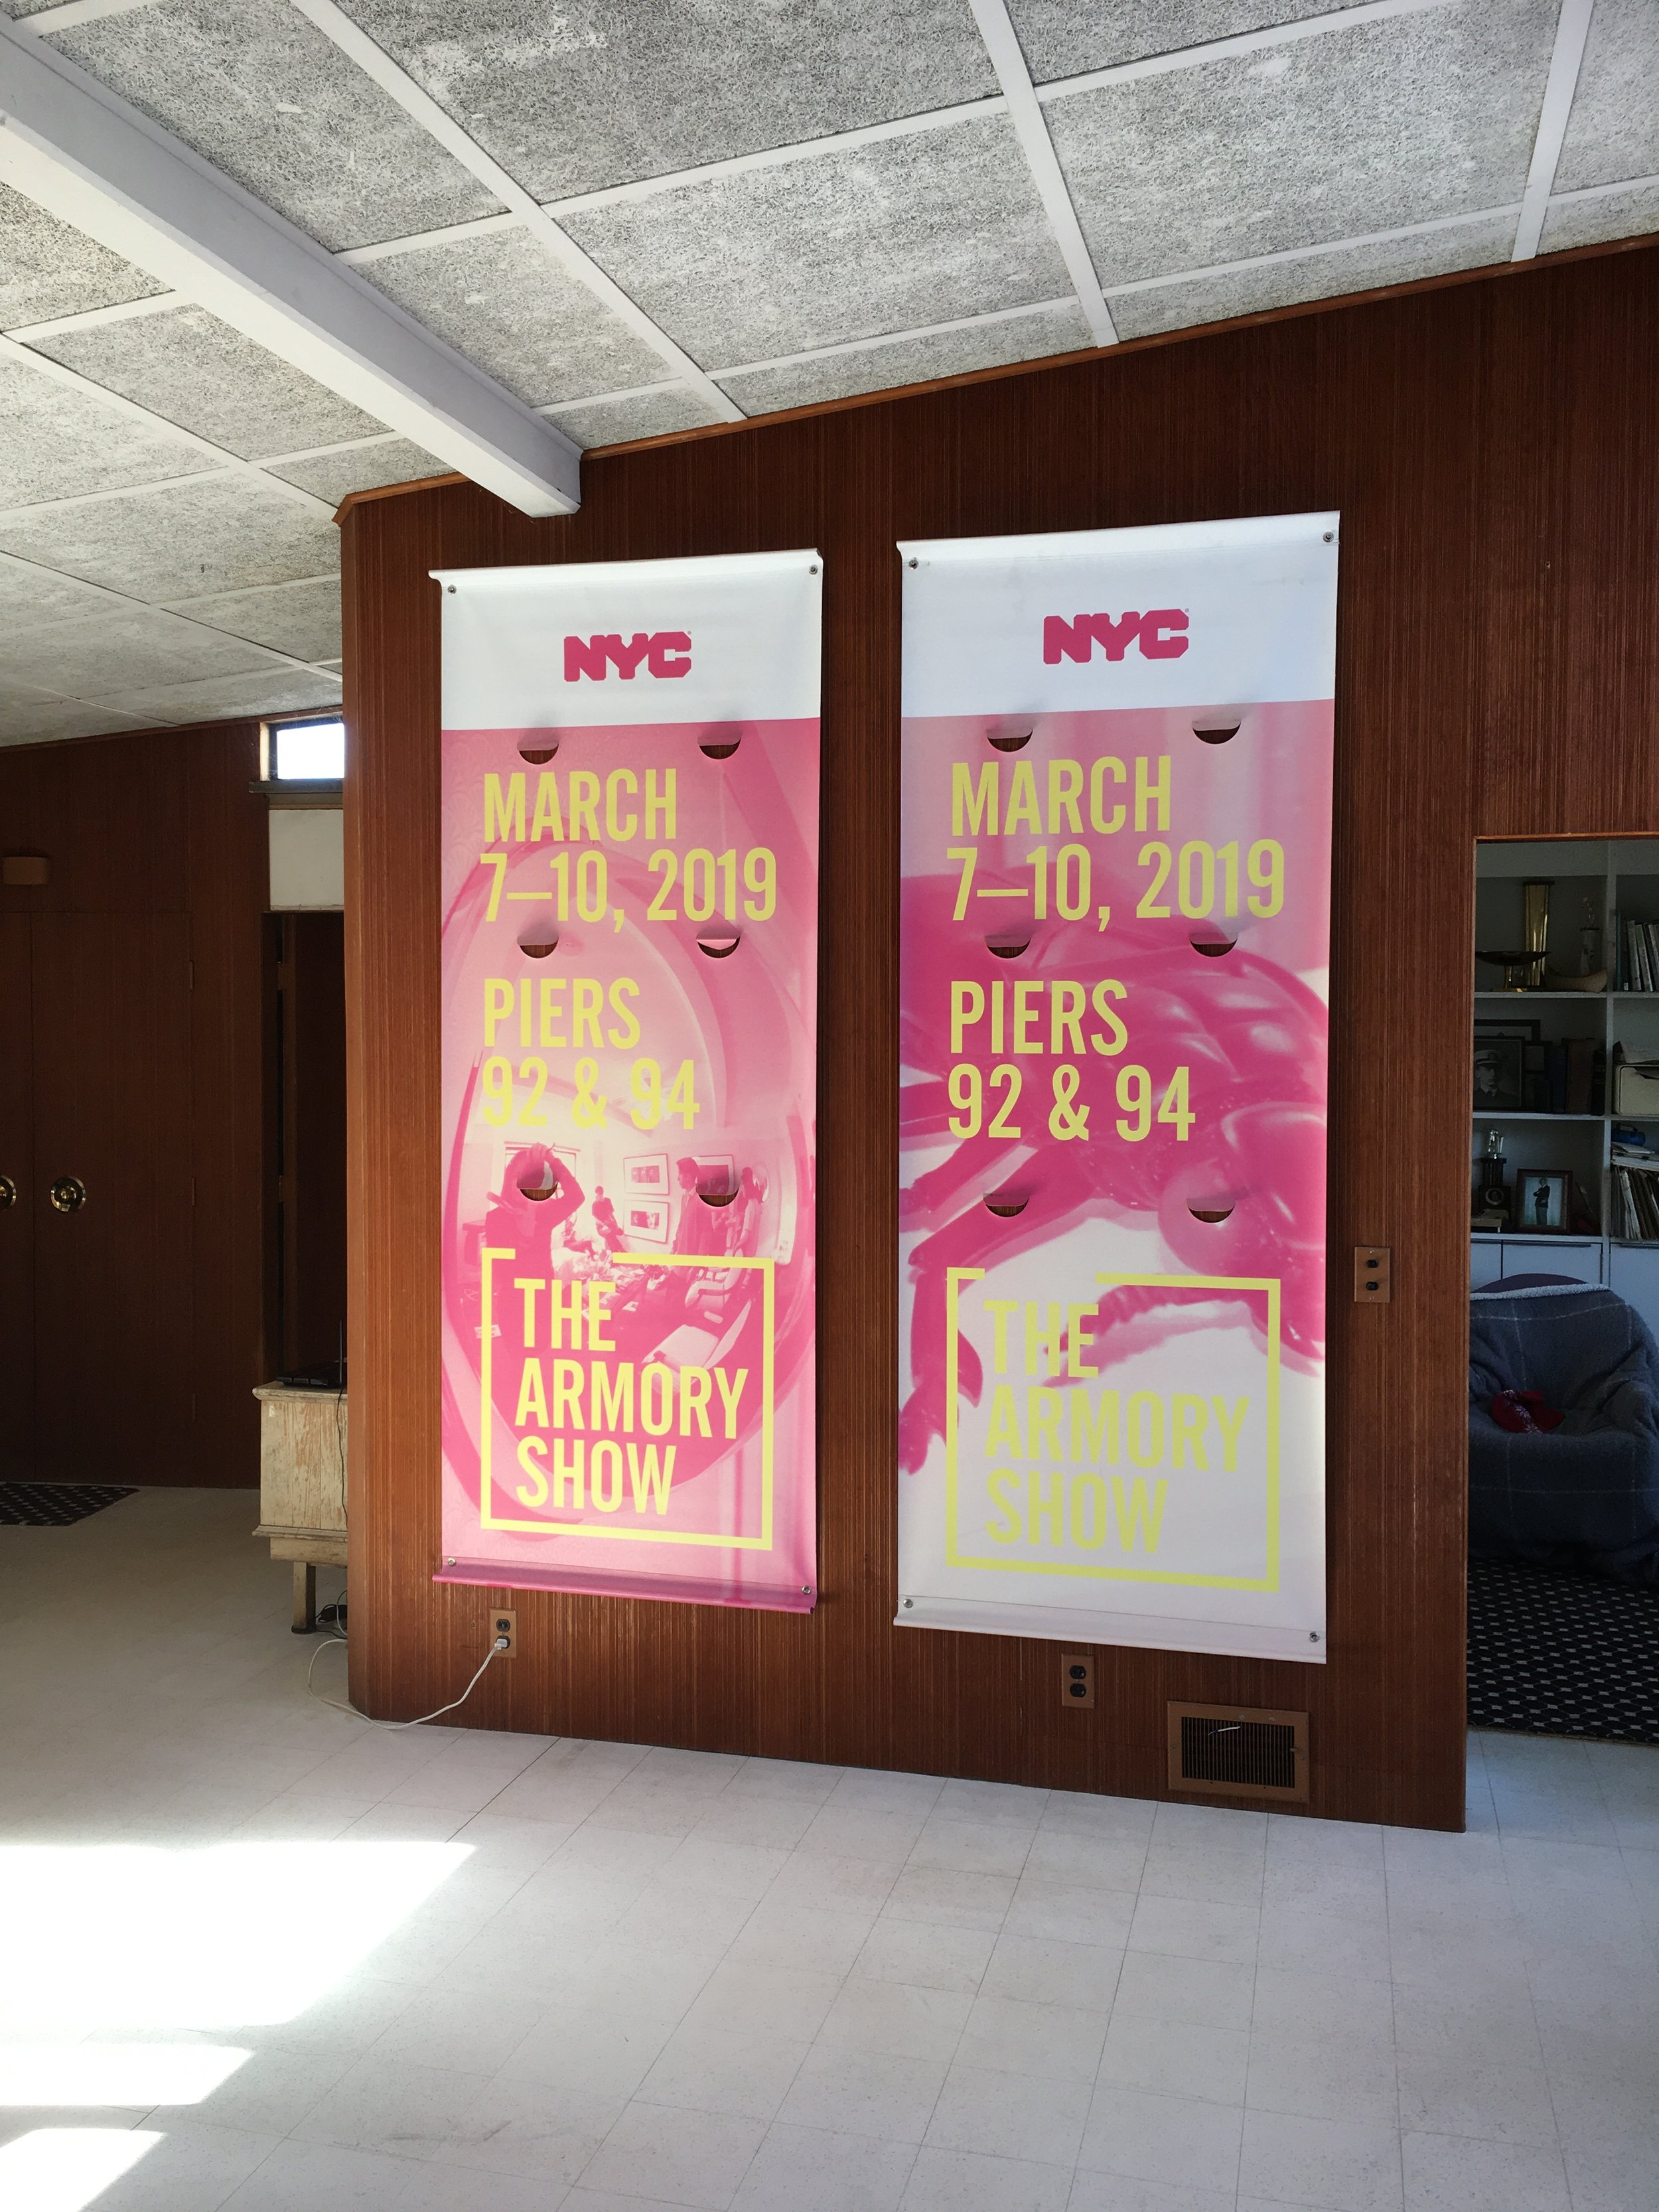 NYC
MARCH
7–10, 2019
PIERS
92 & 94
THE
ARMORY
SHOW
NYC
MARCH
7–10, 2019
PIERS
92 & 94
THE
ARMORY
SHOW